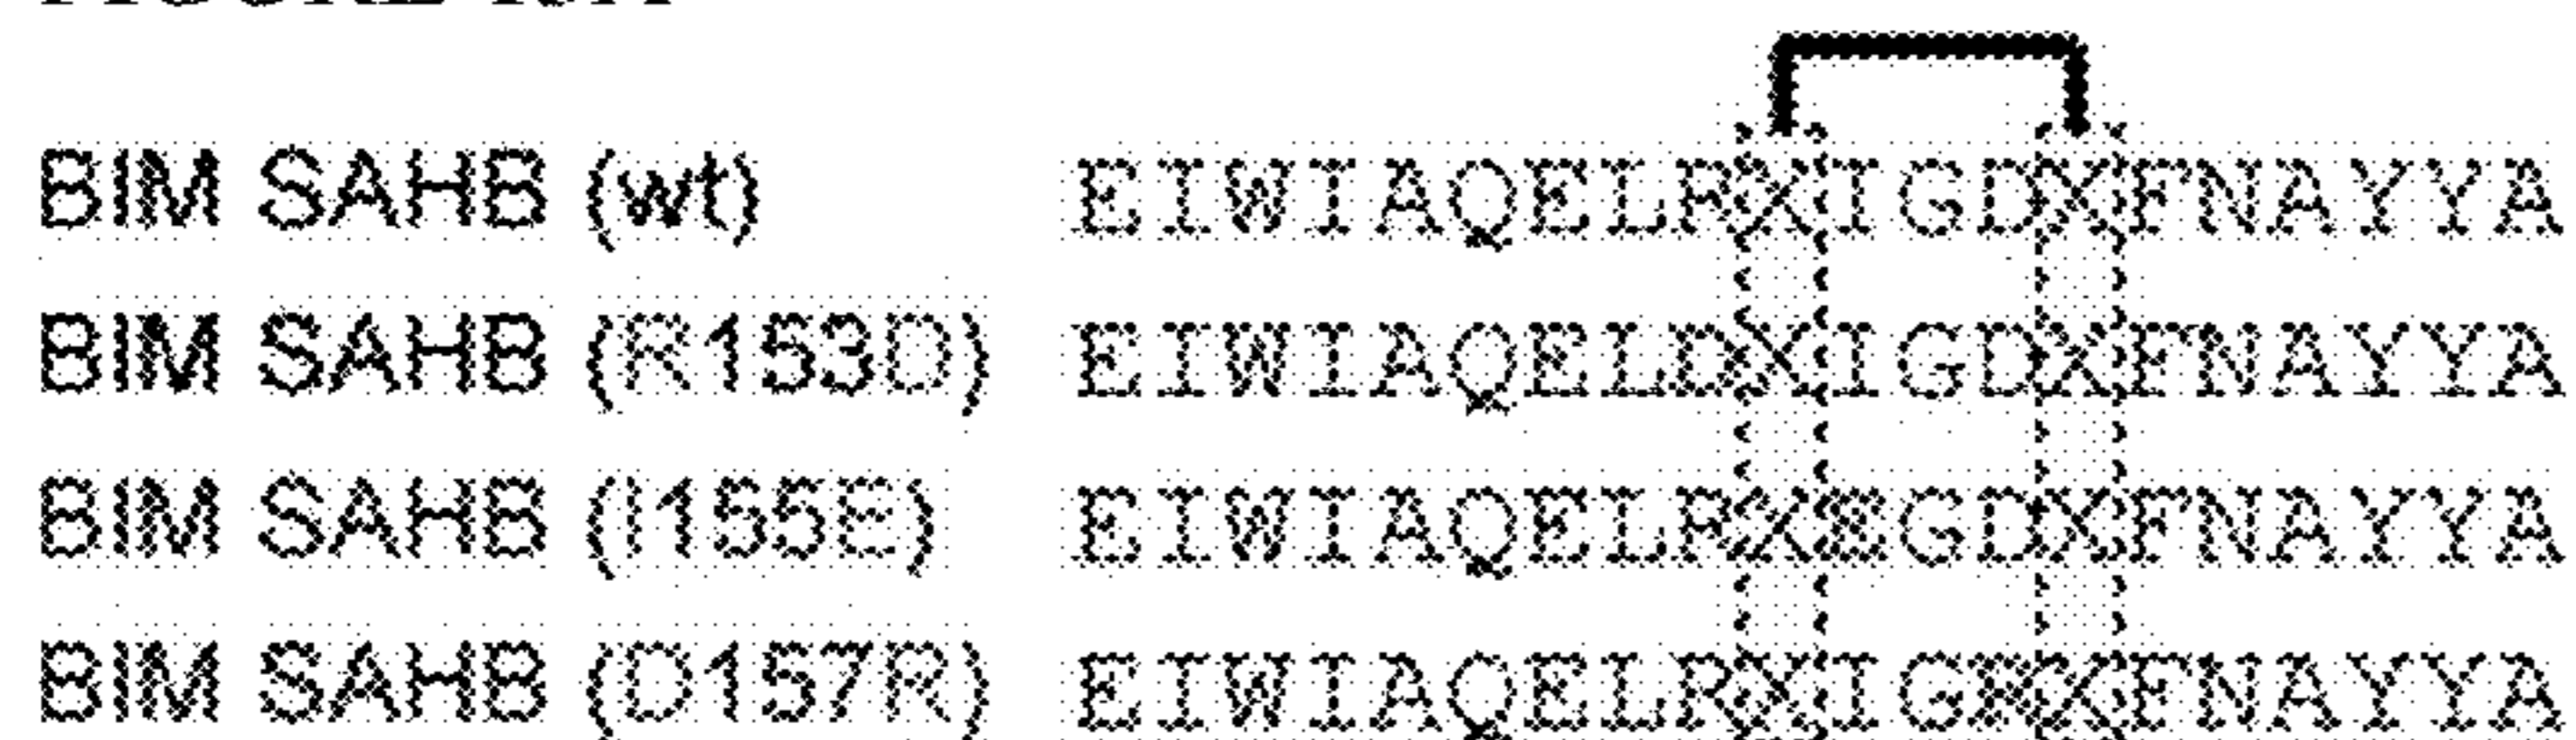 BIM SAHB (wt) EIWIAQELRXIGDXFNAYYA
BIM SAHB (R153D) EIWIAQELDXIGDXFNAYYA
BIM SAHB (I155E) EIWIAQELRXEGDXFNAYYA
BIM SAHB (D157R) EIWIAQELRXIGRXFNAYYA